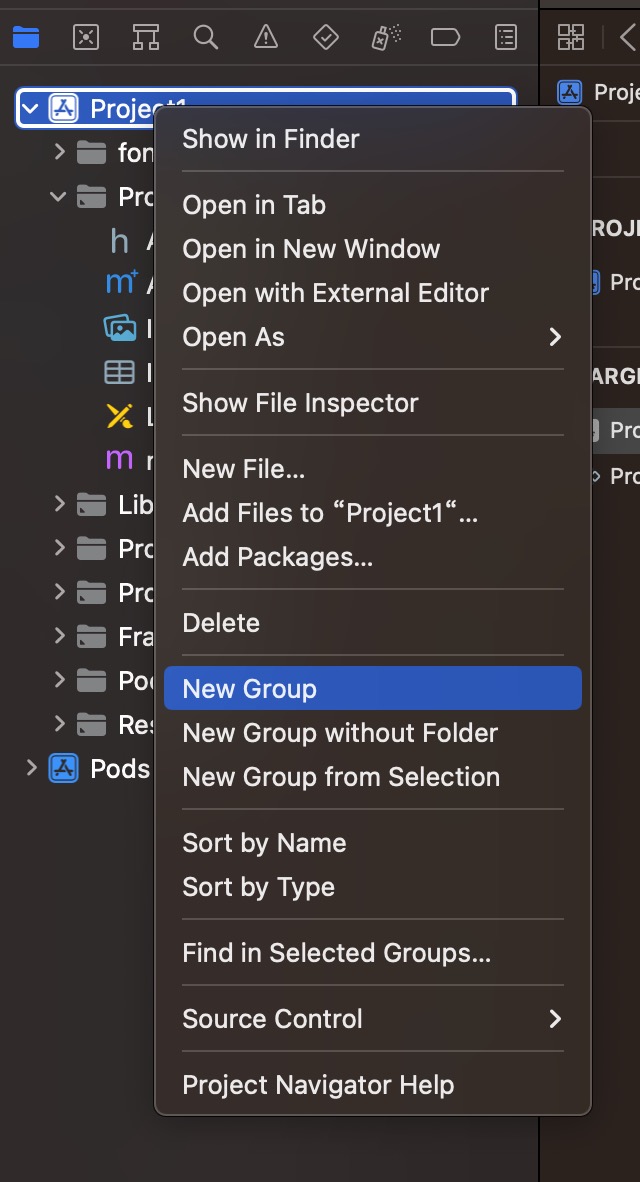 Project1
Show in Finder
Open in Tab
Open in New Window
Open with External Editor
Open As
Show File Inspector
New File...
Add Files to “Project1“...
Add Packages...
Delete
New Group
New Group without Folder
New Group from Selection
Sort by Name
Sort by Type
Find in Selected Groups...
Source Control
Project Navigator Help
h
m+
m
Pods